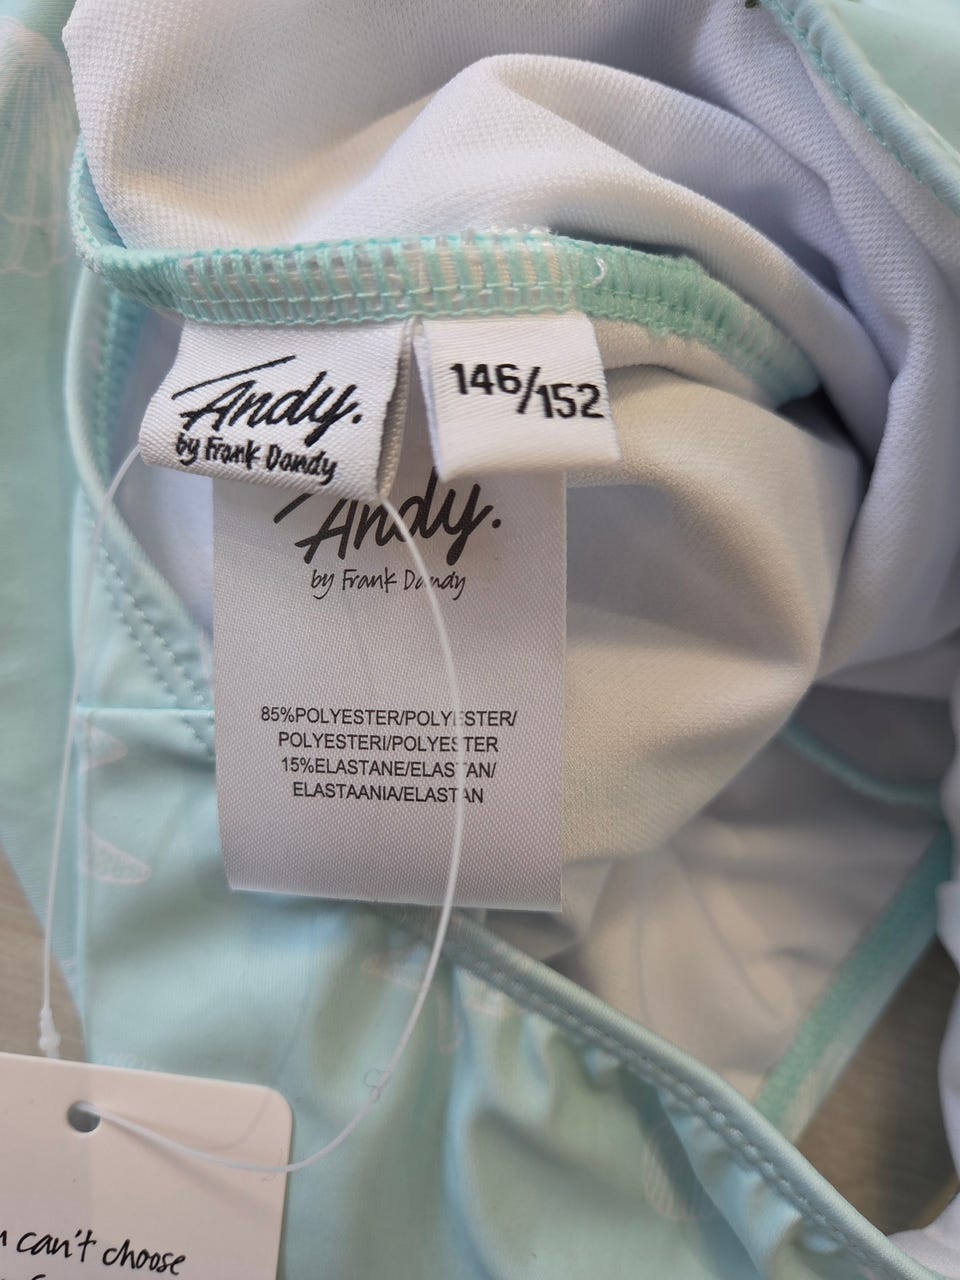 Andy.
by Frank Dandy
146/152
Andy.
by Frank Dandy
85%POLYESTER/POLYESTER/
POLYESTERI/POLYESTER
15%ELASTANE/ELASTAN/
ELASTAANIA/ELASTAN
can't choose